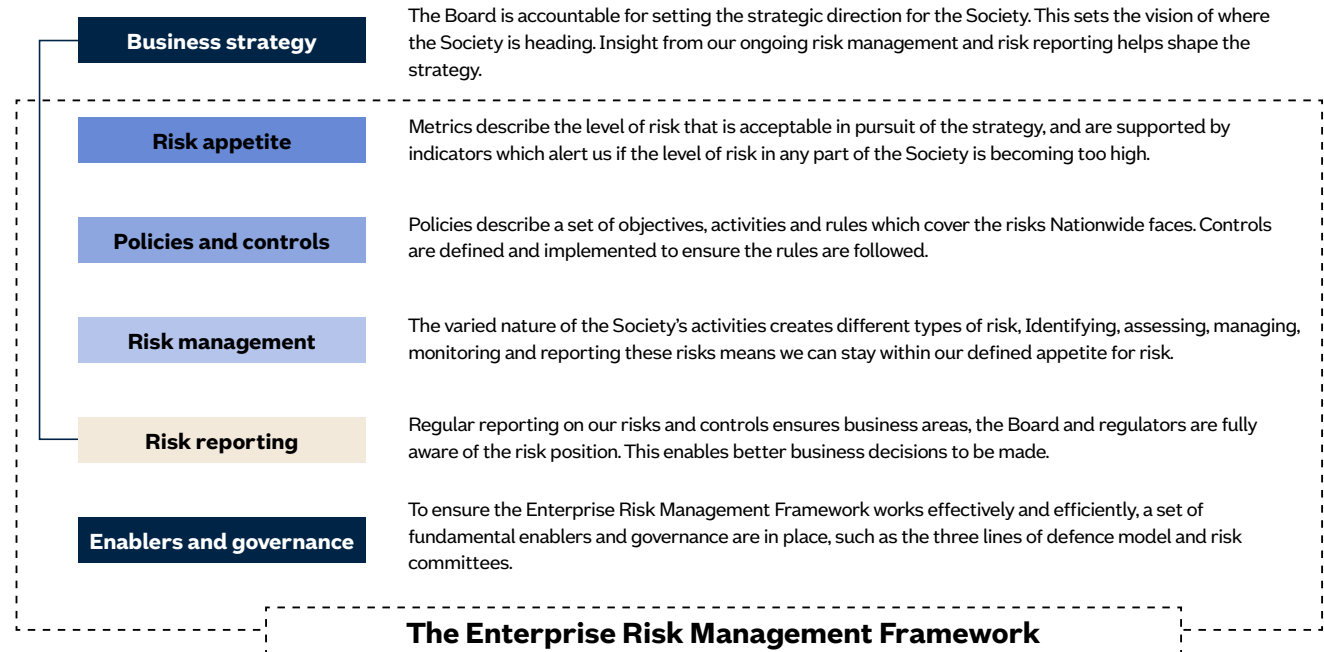 Business strategy
The Board is accountable for setting the strategic direction for the Society. This sets the vision of where
the Society is heading. Insight from our ongoing risk management and risk reporting helps shape the
strategy.
Risk appetite
Metrics describe the level of risk that is acceptable in pursuit of the strategy, and are supported by
indicators which alert us if the level of risk in any part of the Society is becoming too high.
Policies and controls
Policies describe a set of objectives, activities and rules which cover the risks Nationwide faces. Controls
are defined and implemented to ensure the rules are followed.
Risk management
The varied nature of the Society's activities creates different types of risk, Identifying, assessing, managing,
monitoring and reporting these risks means we can stay within our defined appetite for risk.
Risk reporting
Regular reporting on our risks and controls ensures business areas, the Board and regulators are fully
aware of the risk position. This enables better business decisions to be made.
Enablers and governance
To ensure the Enterprise Risk Management Framework works effectively and efficiently, a set of
fundamental enablers and governance are in place, such as the three lines of defence model and risk
committees.
The Enterprise Risk Management Framework